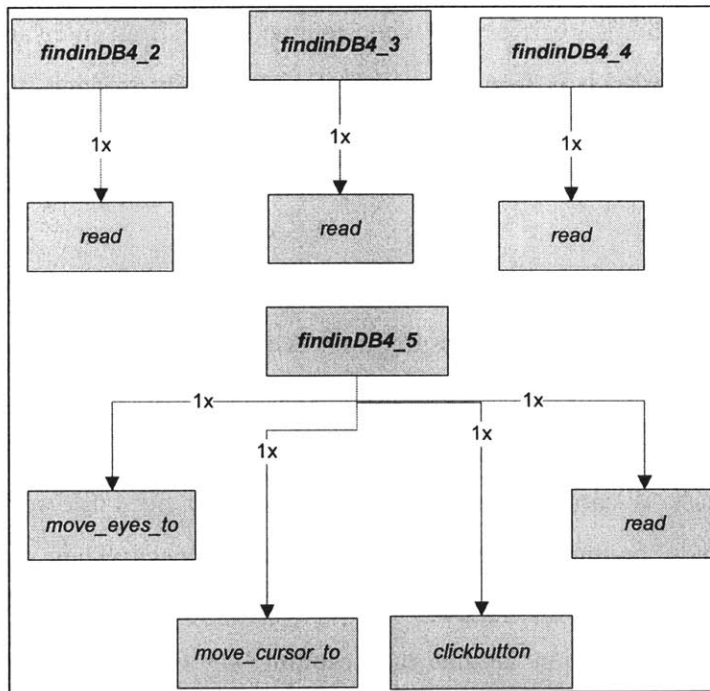 findinDB4_2
findinDB4_3
findinDB4_4
1x
1x
1x
read
read
read
findinDB4_5
1x
1x
1x
1x
move_eyes_to
read
move_cursor_to
clickbutton